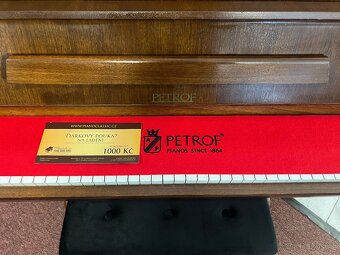 PETROF
WWW.PIANOCLASSIC.CZ
DÁRKOVÝ POUKAZ
NA LADĚNÍ
1000 Kč
PETROF
PIANOS SINCE 1864